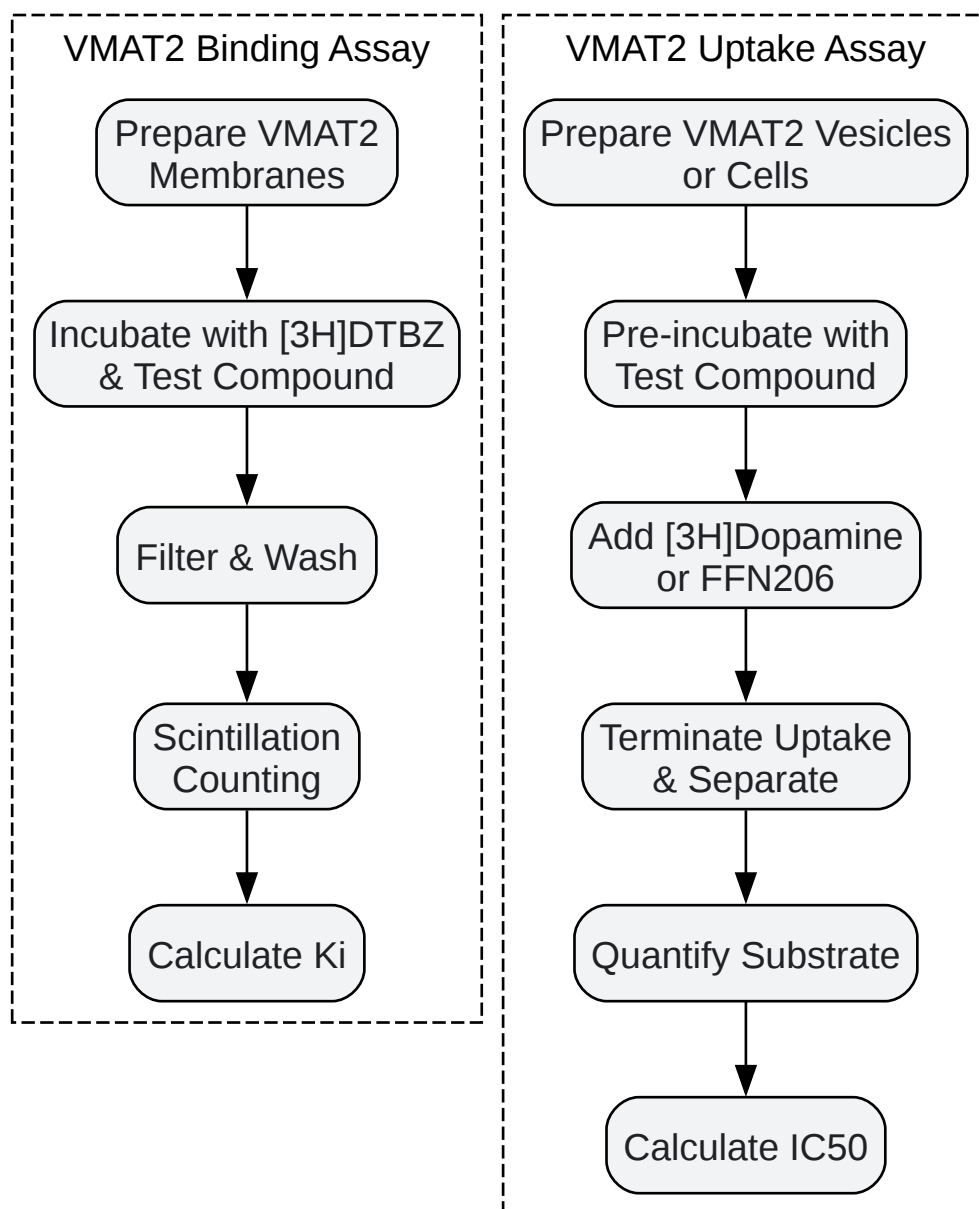 VMAT2 Binding Assay
Prepare VMAT2
Membranes
Incubate with [3H]DTBZ
& Test Compound
Filter & Wash
Scintillation
Counting
Calculate Ki
VMAT2 Uptake Assay
Prepare VMAT2 Vesicles
or Cells
Pre-incubate with
Test Compound
Add [3H]Dopamine
or FFN206
Terminate Uptake
& Separate
Quantify Substrate
Calculate IC50